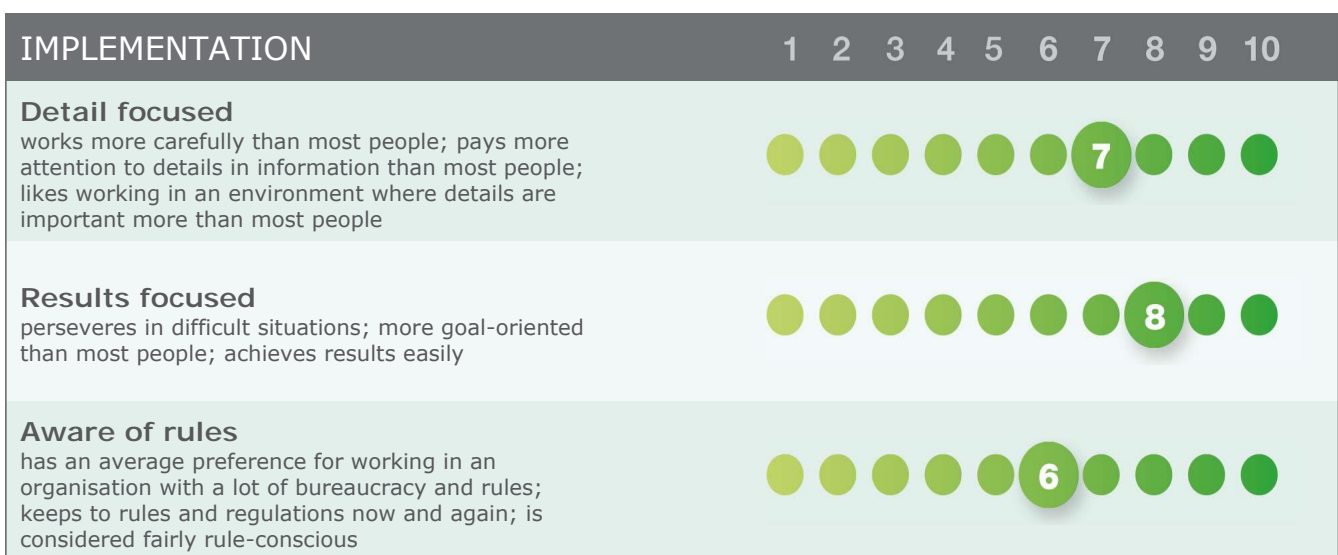 IMPLEMENTATION 1 2 3 4 5 6 7 8 9 10
Detail focused
works more carefully than most people; pays more
attention to details in information than most people;
likes working in an environment where details are
important more than most people
7
Results focused
perseveres in difficult situations; more goal-oriented
than most people; achieves results easily
8
Aware of rules
has an average preference for working in an
organisation with a lot of bureaucracy and rules;
keeps to rules and regulations now and again; is
considered fairly rule-conscious
6